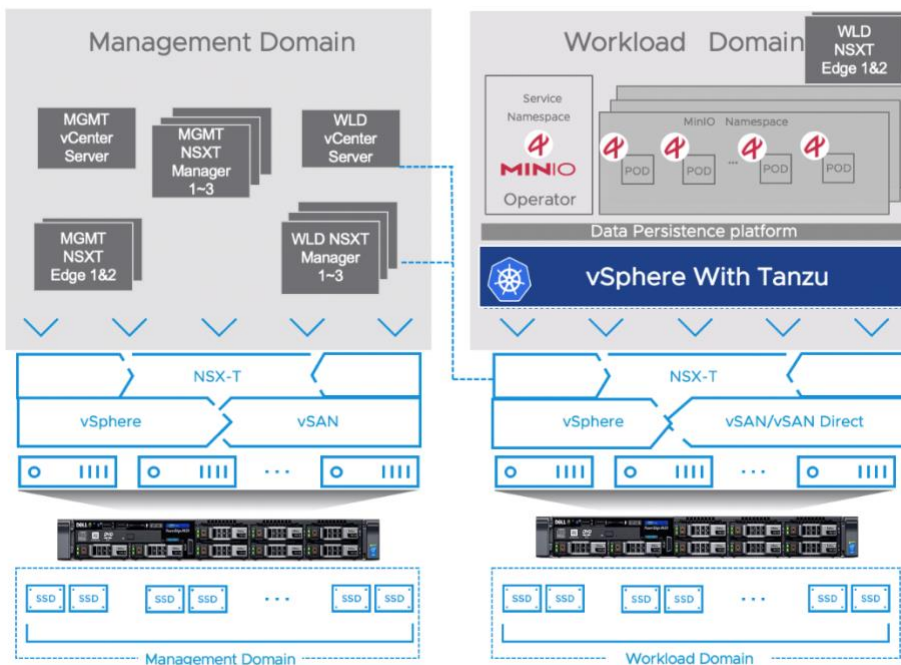 Management Domain
MGMT
vCenter
Server
MGMT
NSXT
Manager
1~3
WLD
vCenter
Server
MGMT
NSXT
Edge 1&2
WLD NSXT
Manager
1~3
NSX-T
vSphere
vSAN
...
SSD SSD SSD SSD ... SSD SSD
Management Domain
Workload Domain
WLD
NSXT
Edge 1&2
Service
Namespace
MINIO
Operator
MinIO Namespace
POD POD ... POD POD
Data Persistence platform
vSphere With Tanzu
NSX-T
vSphere
vSAN/vSAN Direct
...
SSD SSD SSD SSD ... SSD SSD
Workload Domain